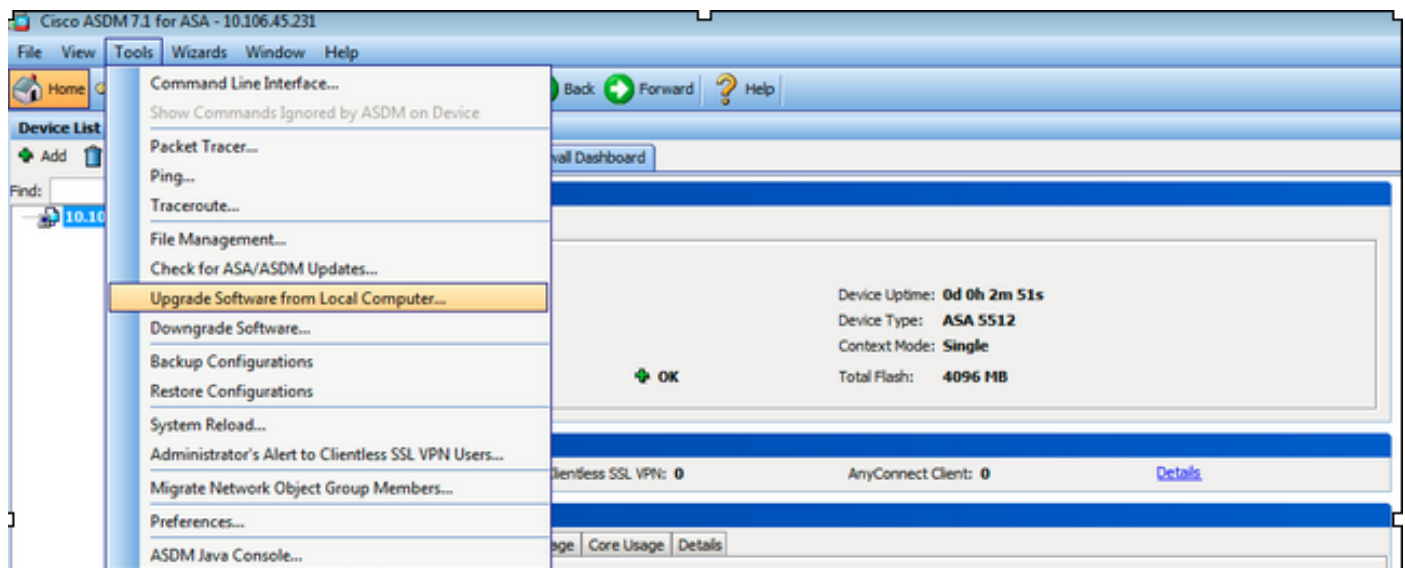 Cisco ASDM 7.1 for ASA - 10.106.45.231
File View Tools Wizards Window Help
Home
Back Forward Help
Device List
Add
Find:
10.10
Command Line Interface...
Show Commands Ignored by ASDM on Device
Packet Tracer...
Ping...
Traceroute...
File Management...
Check for ASA/ASDM Updates...
Upgrade Software from Local Computer...
Downgrade Software...
Backup Configurations
Restore Configurations
System Reload...
Administrator's Alert to Clientless SSL VPN Users...
Migrate Network Object Group Members...
Preferences...
ASDM Java Console...
wall Dashboard
Device Uptime: 0d 0h 2m 51s
Device Type: ASA 5512
Context Mode: Single
OK
Total Flash: 4096 MB
lientless SSL VPN: 0 AnyConnect Client: 0 Details
age Core Usage Details